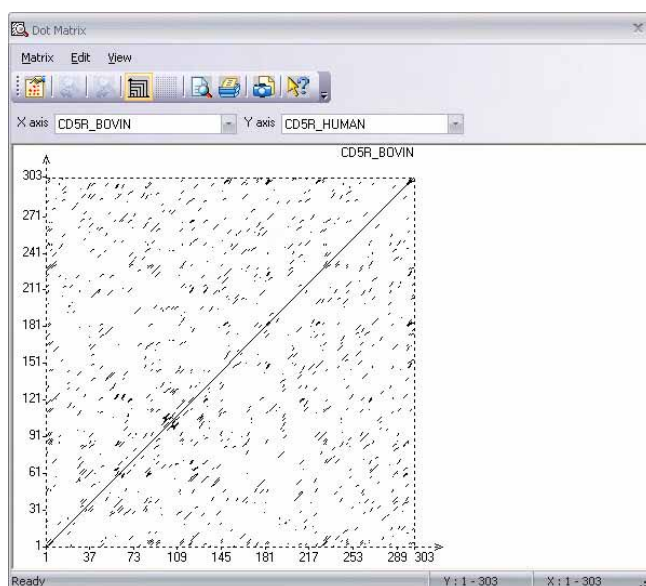 Dot Matrix
Matrix Edit View
X axis CD5R_BOVIN Y axis CD5R_HUMAN
CD5R_BOVIN
303
271
241
211
181
151
121
91
61
31
1
1 37 73 109 145 181 217 253 289 303
Ready Y : 1 - 303 X : 1 - 303